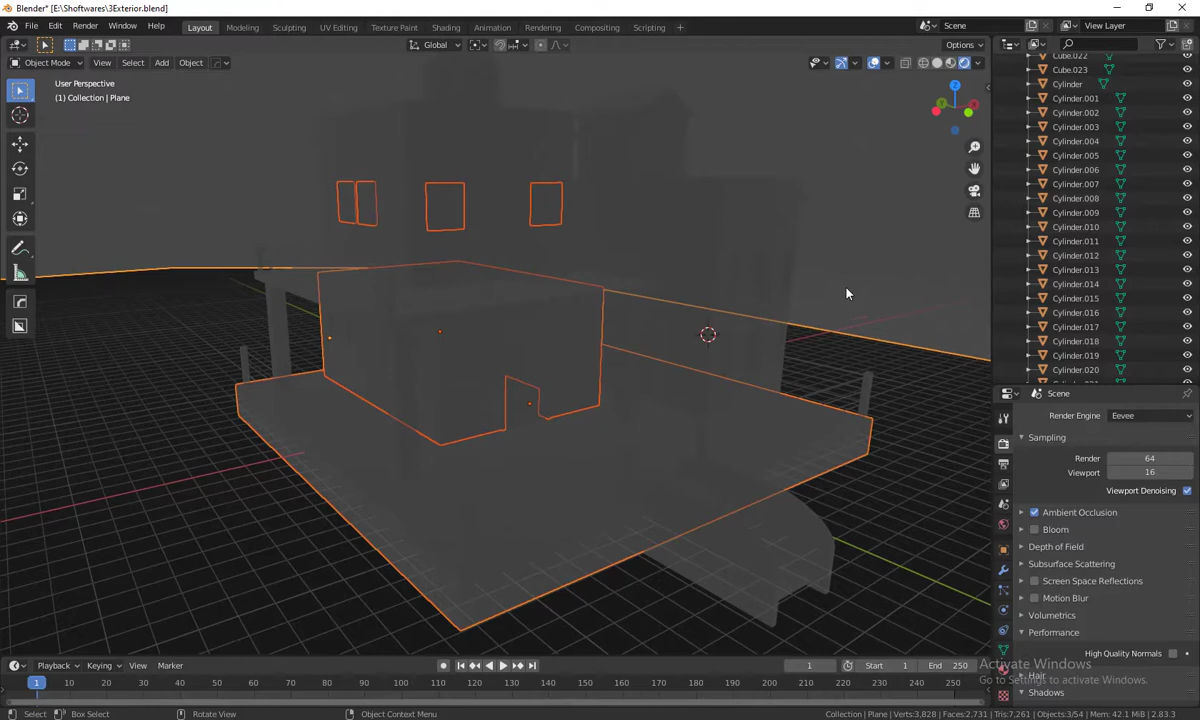 Blender* [E:\Shoftwares\3Exterior.blend]
File Edit Render Window Help Layout Modeling Sculpting UV Editing Texture Paint Shading Animation Rendering Compositing Scripting + Scene View Layer
Global Options
Object Mode View Select Add Object
User Perspective
(1) Collection | Plane
Z
Cube.022
Cube.023
Cylinder
Cylinder.001
Cylinder.002
Cylinder.003
Cylinder.004
Cylinder.005
Cylinder.006
Cylinder.007
Cylinder.008
Cylinder.009
Cylinder.010
Cylinder.011
Cylinder.012
Cylinder.013
Cylinder.014
Cylinder.015
Cylinder.016
Cylinder.017
Cylinder.018
Cylinder.019
Cylinder.020
Scene
Render Engine Eevee
Sampling
Render 64
Viewport 16
Viewport Denoising
Ambient Occlusion
Bloom
Depth of Field
Subsurface Scattering
Screen Space Reflections
Motion Blur
Volumetrics
Performance
High Quality Normals
Hair
Shadows
Activate Windows
Go to Settings to activate Windows.
Playback Keying View Marker 1 Start 1 End 250
1 10 20 30 40 50 60 70 80 90 100 110 120 130 140 150 160 170 180 190 200 210 220 230 240 250
Select Box Select Rotate View Object Context Menu Collection | Plane | Verts:3,828 | Faces:2,731 | Tris:7,261 | Objects:3/54 | Mem: 42.1 MiB | 2.83.3